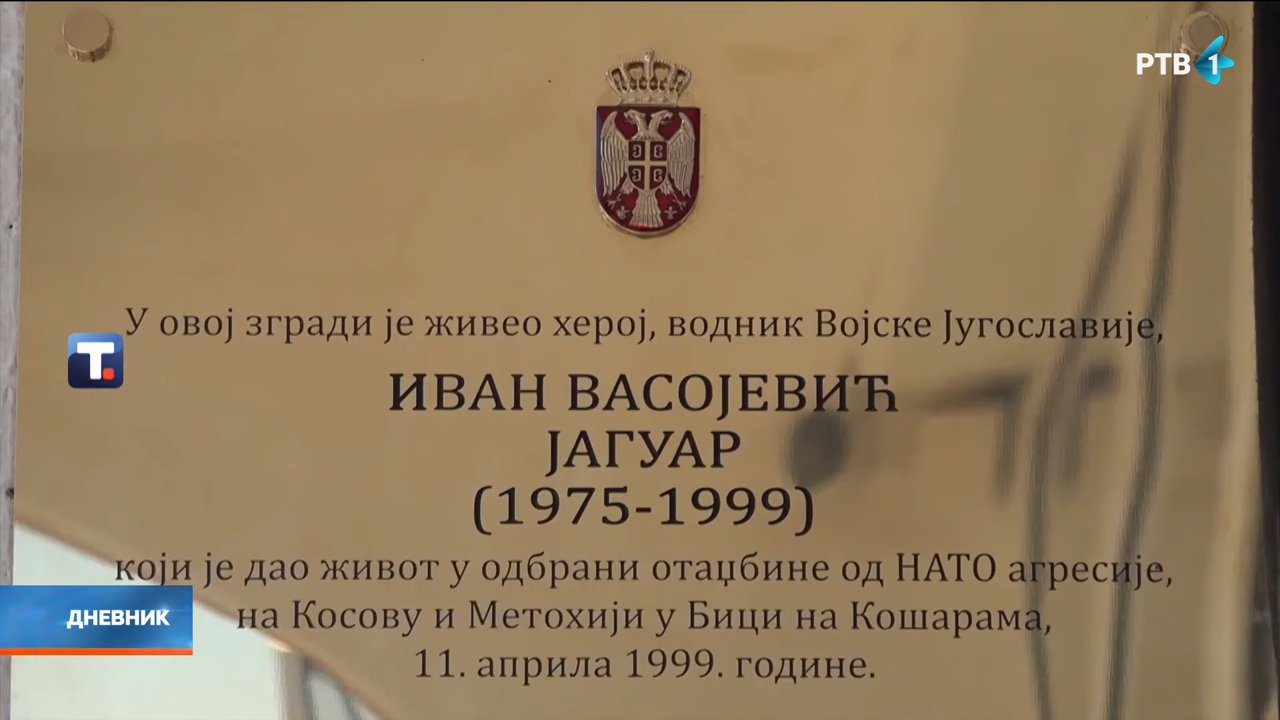 РТВ 1
У овој згради је живео херој, водник Војске Југославије,
Т.
ИВАН ВАСОЈЕВИЋ
ЈАГУАР
(1975-1999)
који је дао живот у одбрани отаџбине од НАТО агресије,
ДНЕВНИК
на Косову и Метохији у Бици на Кошарама,
11. априла 1999. године.